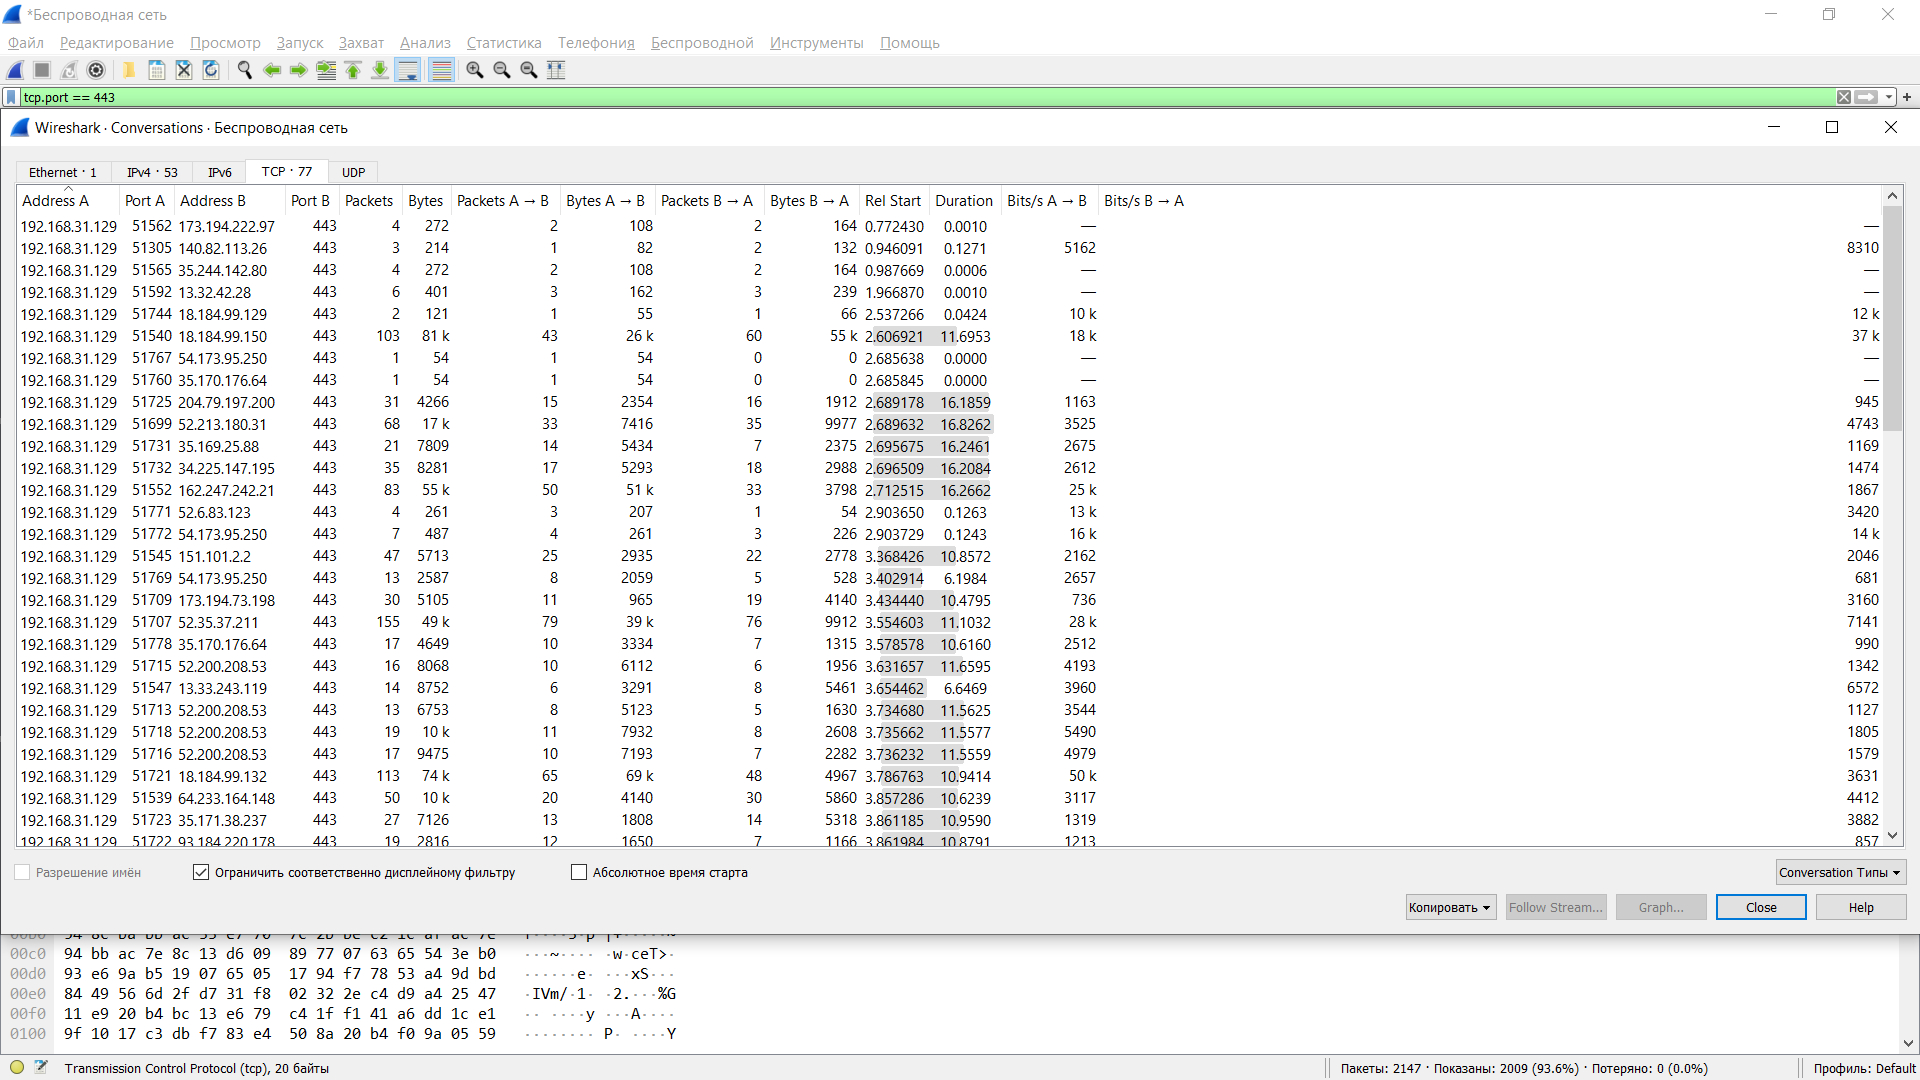 *Беспроводная сеть
Файл Редактирование Просмотр Запуск Захват Анализ Статистика Телефония Беспроводной Инструменты Помощь
tcp.port == 443
Wireshark · Conversations · Беспроводная сеть
Ethernet · 1 IPv4 · 53 IPv6 TCP · 77 UDP
Address A Port A Address B Port B Packets Bytes Packets A → B Bytes A → B Packets B → A Bytes B → A Rel Start Duration Bits/s A → B Bits/s B → A
192.168.31.129 51562 173.194.222.97 443 4 272 2 108 2 164 0.772430 0.0010 — —
192.168.31.129 51305 140.82.113.26 443 3 214 1 82 2 132 0.946091 0.1271 5162 8310
192.168.31.129 51565 35.244.142.80 443 4 272 2 108 2 164 0.987669 0.0006 — —
192.168.31.129 51592 13.32.42.28 443 6 401 3 162 3 239 1.966870 0.0010 — —
192.168.31.129 51744 18.184.99.129 443 2 121 1 55 1 66 2.537266 0.0424 10 k 12 k
192.168.31.129 51540 18.184.99.150 443 103 81 k 43 26 k 60 55 k 2.606921 11.6953 18 k 37 k
192.168.31.129 51767 54.173.95.250 443 1 54 1 54 0 0 2.685638 0.0000 — —
192.168.31.129 51760 35.170.176.64 443 1 54 1 54 0 0 2.685845 0.0000 — —
192.168.31.129 51725 204.79.197.200 443 31 4266 15 2354 16 1912 2.689178 16.1859 1163 945
192.168.31.129 51699 52.213.180.31 443 68 17 k 33 7416 35 9977 2.689632 16.8262 3525 4743
192.168.31.129 51731 35.169.25.88 443 21 7809 14 5434 7 2375 2.695675 16.2461 2675 1169
192.168.31.129 51732 34.225.147.195 443 35 8281 17 5293 18 2988 2.696509 16.2084 2612 1474
192.168.31.129 51552 162.247.242.21 443 83 55 k 50 51 k 33 3798 2.712515 16.2662 25 k 1867
192.168.31.129 51771 52.6.83.123 443 4 261 3 207 1 54 2.903650 0.1263 13 k 3420
192.168.31.129 51772 54.173.95.250 443 7 487 4 261 3 226 2.903729 0.1243 16 k 14 k
192.168.31.129 51545 151.101.2.2 443 47 5713 25 2935 22 2778 3.368426 10.8572 2162 2046
192.168.31.129 51769 54.173.95.250 443 13 2587 8 2059 5 528 3.402914 6.1984 2657 681
192.168.31.129 51709 173.194.73.198 443 30 5105 11 965 19 4140 3.434440 10.4795 736 3160
192.168.31.129 51707 52.35.37.211 443 155 49 k 79 39 k 76 9912 3.554603 11.1032 28 k 7141
192.168.31.129 51778 35.170.176.64 443 17 4649 10 3334 7 1315 3.578578 10.6160 2512 990
192.168.31.129 51715 52.200.208.53 443 16 8068 10 6112 6 1956 3.631657 11.6595 4193 1342
192.168.31.129 51547 13.33.243.119 443 14 8752 6 3291 8 5461 3.654462 6.6469 3960 6572
192.168.31.129 51713 52.200.208.53 443 13 6753 8 5123 5 1630 3.734680 11.5625 3544 1127
192.168.31.129 51718 52.200.208.53 443 19 10 k 11 7932 8 2608 3.735662 11.5577 5490 1805
192.168.31.129 51716 52.200.208.53 443 17 9475 10 7193 7 2282 3.736232 11.5559 4979 1579
192.168.31.129 51721 18.184.99.132 443 113 74 k 65 69 k 48 4967 3.786763 10.9414 50 k 3631
192.168.31.129 51539 64.233.164.148 443 50 10 k 20 4140 30 5860 3.857286 10.6239 3117 4412
192.168.31.129 51723 35.171.38.237 443 27 7126 13 1808 14 5318 3.861185 10.9590 1319 3882
192.168.31.129 51722 93.184.220.178 443 19 2816 12 1650 7 1166 3.861984 10.8791 1213 857
Разрешение имён Ограничить соответственно дисплейному фильтру Абсолютное время старта Conversation Типы
Копировать Follow Stream... Graph... Close Help
00c0 94 bb ac 7e 8c 13 d6 09 89 77 07 63 65 54 3e b0 ···~···· ·w·ceT>·
00d0 93 e6 9a b5 19 07 65 05 17 94 f7 78 53 a4 9d bd ······e· ···xS···
00e0 84 49 56 6d 2f d7 31 f8 02 32 2e c4 d9 a4 25 47 ·IVm/·1· ·2.···%G
00f0 11 e9 20 b4 bc 13 e6 79 c4 1f f1 41 a6 dd 1c e1 ·· ····y ···A····
0100 9f 10 17 c3 db f7 83 e4 50 8a 20 b4 f0 9a 05 59 ········ P· ····Y
Transmission Control Protocol (tcp), 20 байты Пакеты: 2147 · Показаны: 2009 (93.6%) · Потеряно: 0 (0.0%) Профиль: Default